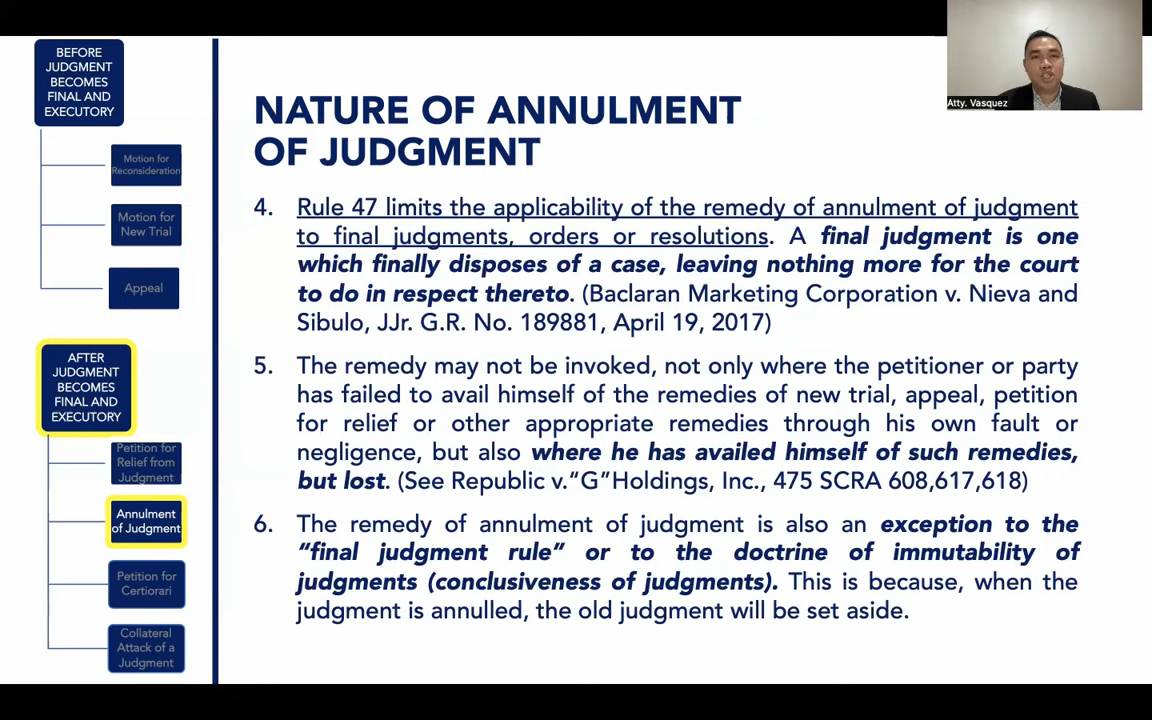 BEFORE
JUDGMENT
BECOMES
FINAL AND
EXECUTORY
Motion for
Reconsideration
Motion for
New Trial
Appeal
AFTER
JUDGMENT
BECOMES
FINAL AND
EXECUTORY
Petition for
Relief from
Judgment
Annulment
of Judgment
Petition for
Certiorari
Collateral
Attack of a
Judgment
NATURE OF ANNULMENT
OF JUDGMENT
4. Rule 47 limits the applicability of the remedy of annulment of judgment
to final judgments, orders or resolutions. A final judgment is one
which finally disposes of a case, leaving nothing more for the court
to do in respect thereto. (Baclaran Marketing Corporation v. Nieva and
Sibulo, JJr. G.R. No. 189881, April 19, 2017)
5. The remedy may not be invoked, not only where the petitioner or party
has failed to avail himself of the remedies of new trial, appeal, petition
for relief or other appropriate remedies through his own fault or
negligence, but also where he has availed himself of such remedies,
but lost. (See Republic v.“G”Holdings, Inc., 475 SCRA 608,617,618)
6. The remedy of annulment of judgment is also an exception to the
“final judgment rule” or to the doctrine of immutability of
judgments (conclusiveness of judgments). This is because, when the
judgment is annulled, the old judgment will be set aside.
Atty. Vasquez